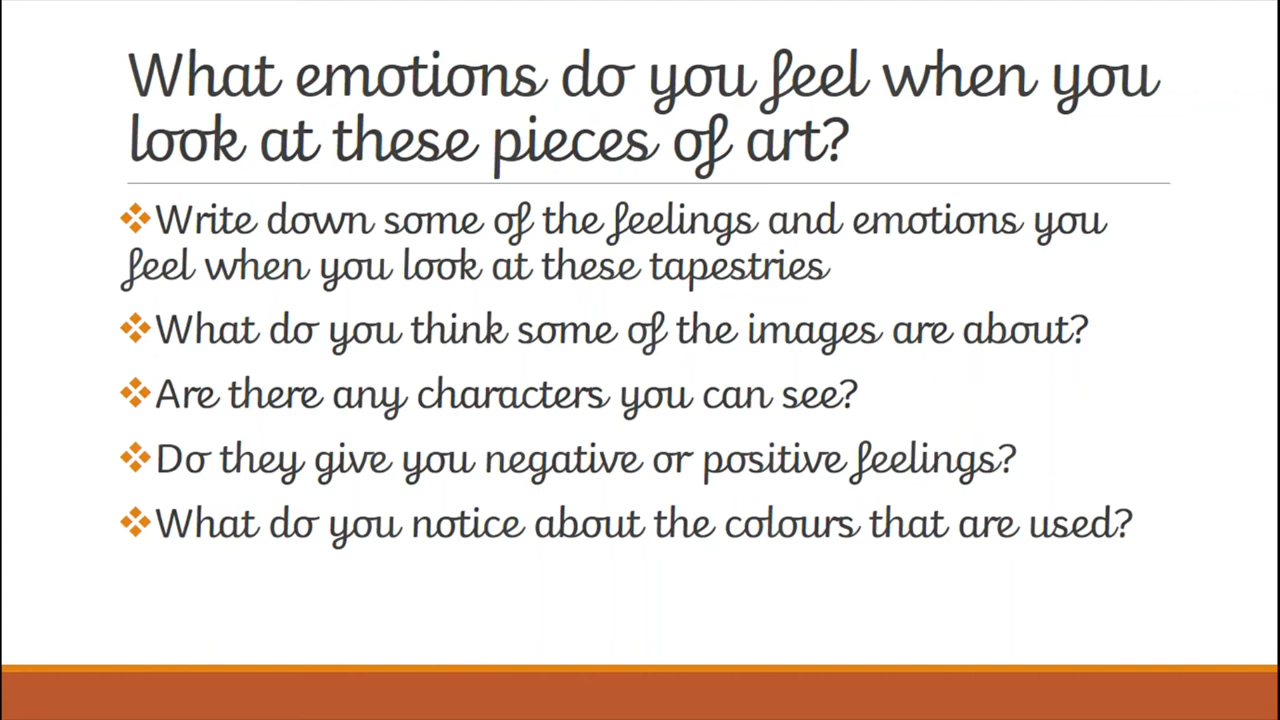 What emotions do you feel when you
look at these pieces of art?
❖Write down some of the feelings and emotions you
feel when you look at these tapestries
❖What do you think some of the images are about?
❖Are there any characters you can see?
❖Do they give you negative or positive feelings?
❖What do you notice about the colours that are used?